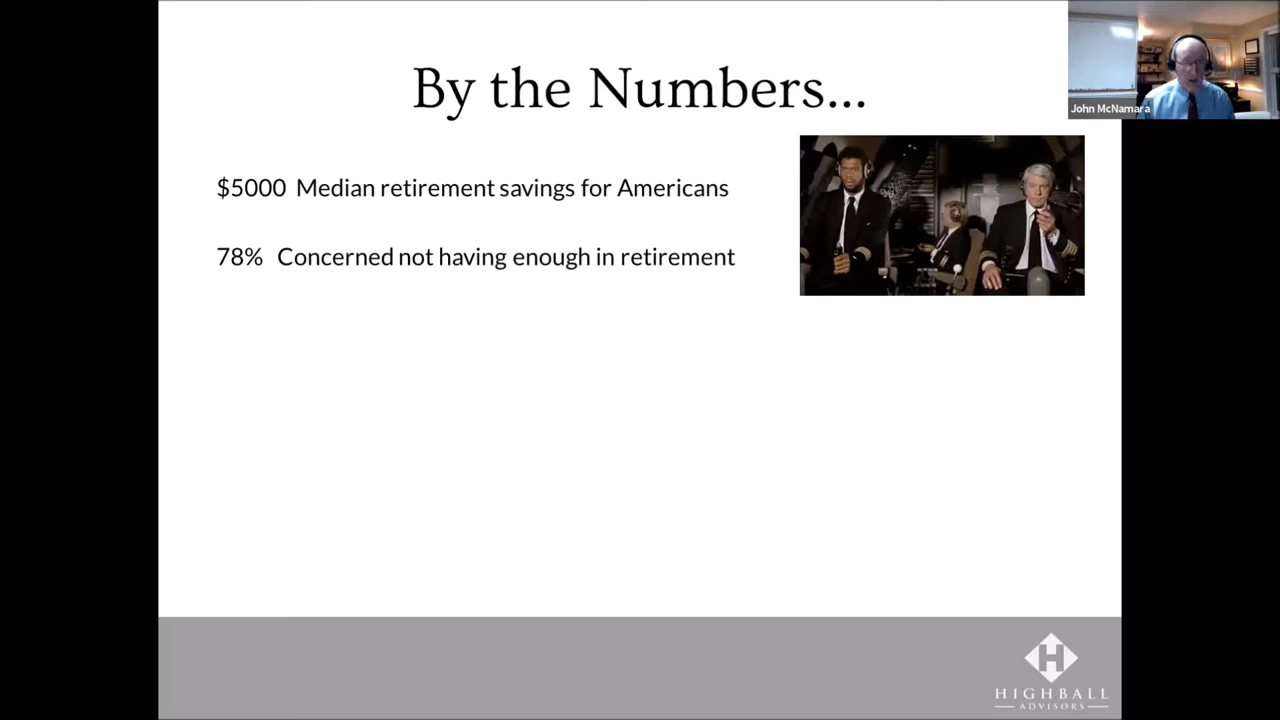 By the Numbers...
John McNamara
$5000 Median retirement savings for Americans
78% Concerned not having enough in retirement
H
HIGHBALL
ADVISORS